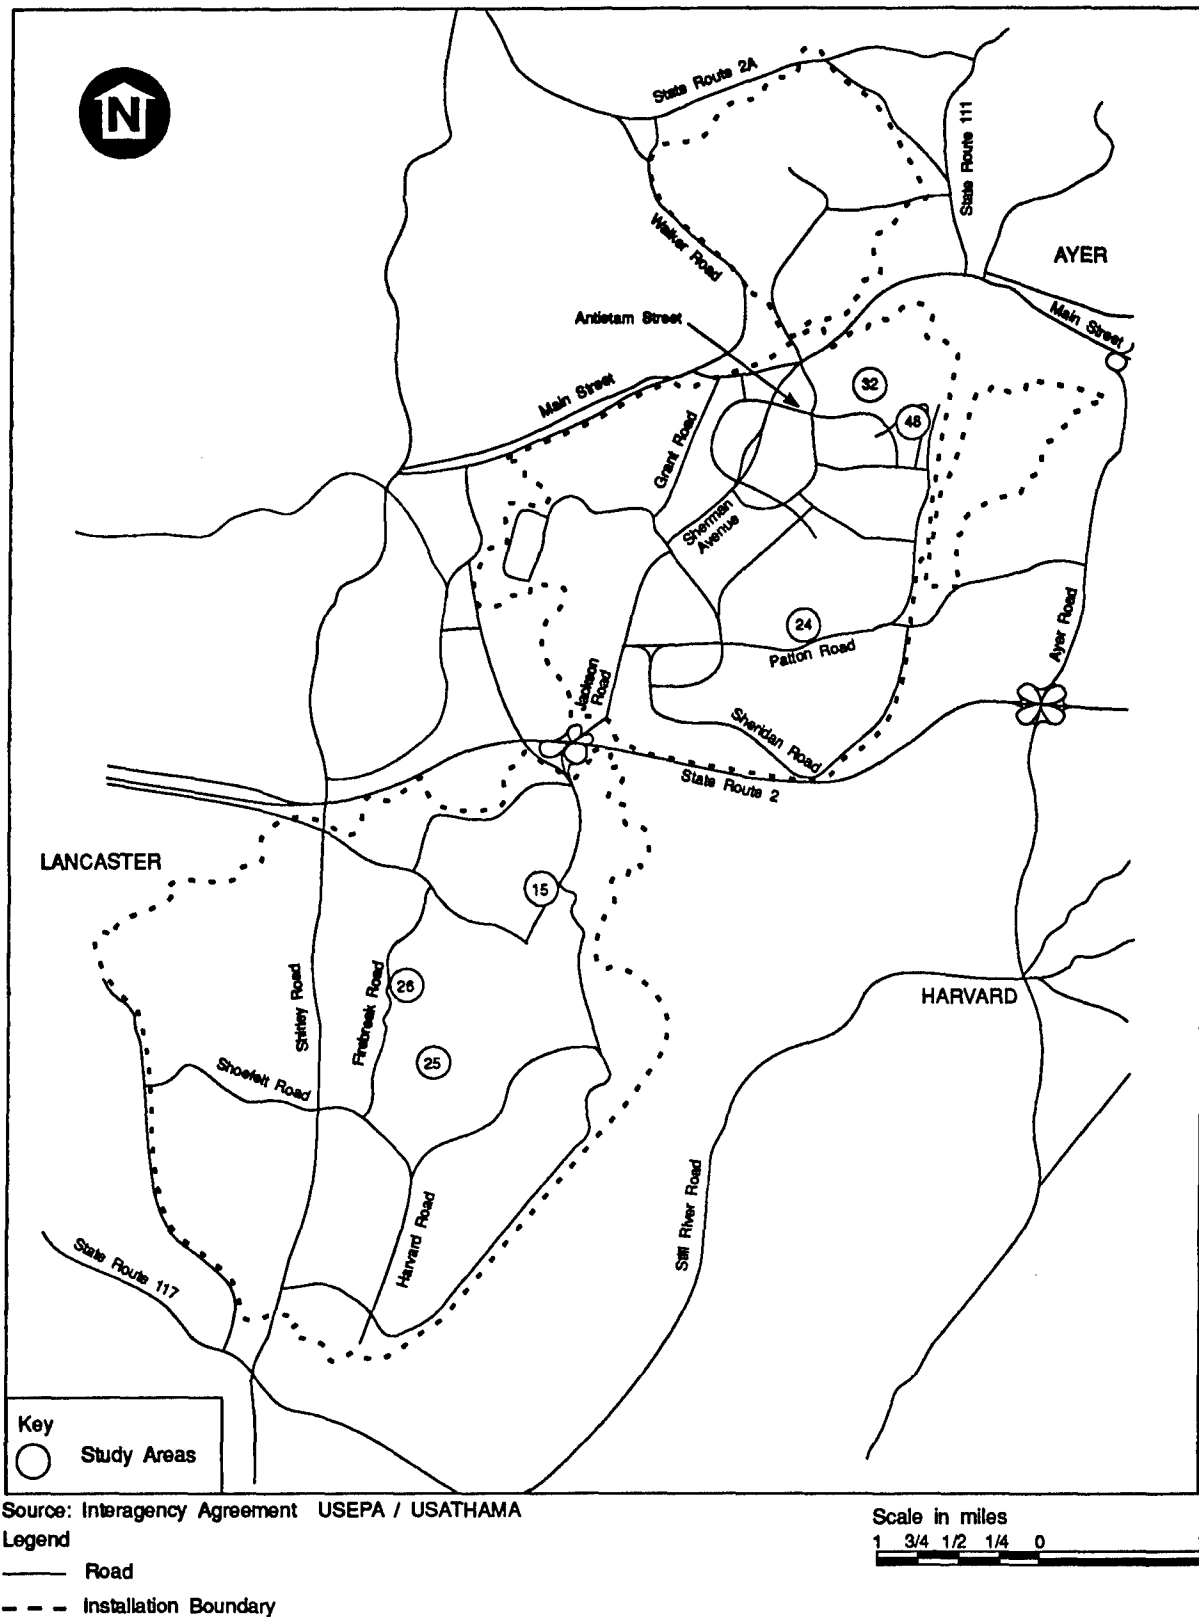 N
State Route 2A
State Route 111
AYER
Walker Road
Main Street
Antietam Street
32
Main Street
48
Grant Road
Sherman
Avenue
24
Patton Road
Ayer Road
Jackson
Road
Sheridan Road
State Route 2
LANCASTER
15
HARVARD
Shirley Road
Firebreak Road
26
25
Shoefelt Road
Harvard Road
Still River Road
State Route 117
Key
Study Areas
Source: Interagency Agreement USEPA / USATHAMA
Legend
Road
Installation Boundary
Scale in miles
1 3/4 1/2 1/4 0